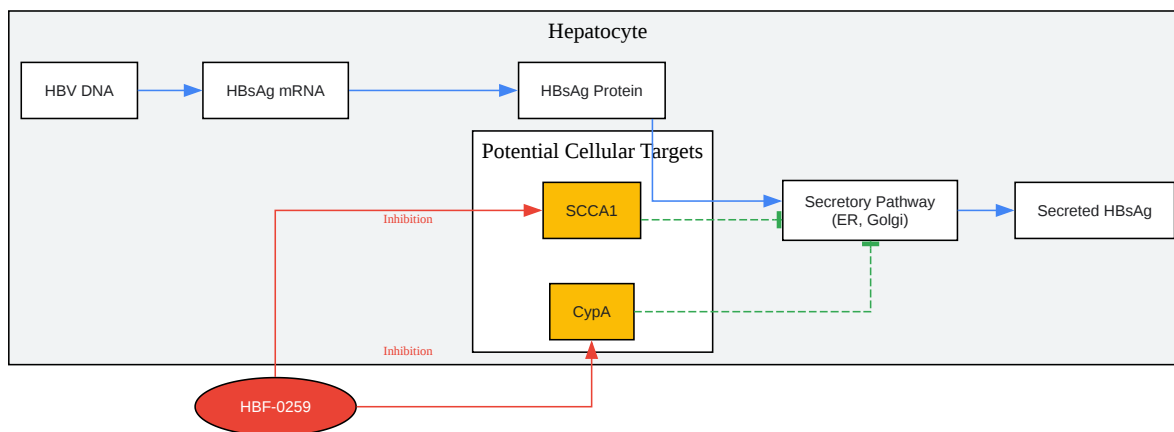 Hepatocyte
HBV DNA
HBsAg mRNA
HBsAg Protein
Potential Cellular Targets
SCCA1
Secretory Pathway
(ER, Golgi)
Secreted HBsAg
Inhibition
CypA
Inhibition
HBF-0259